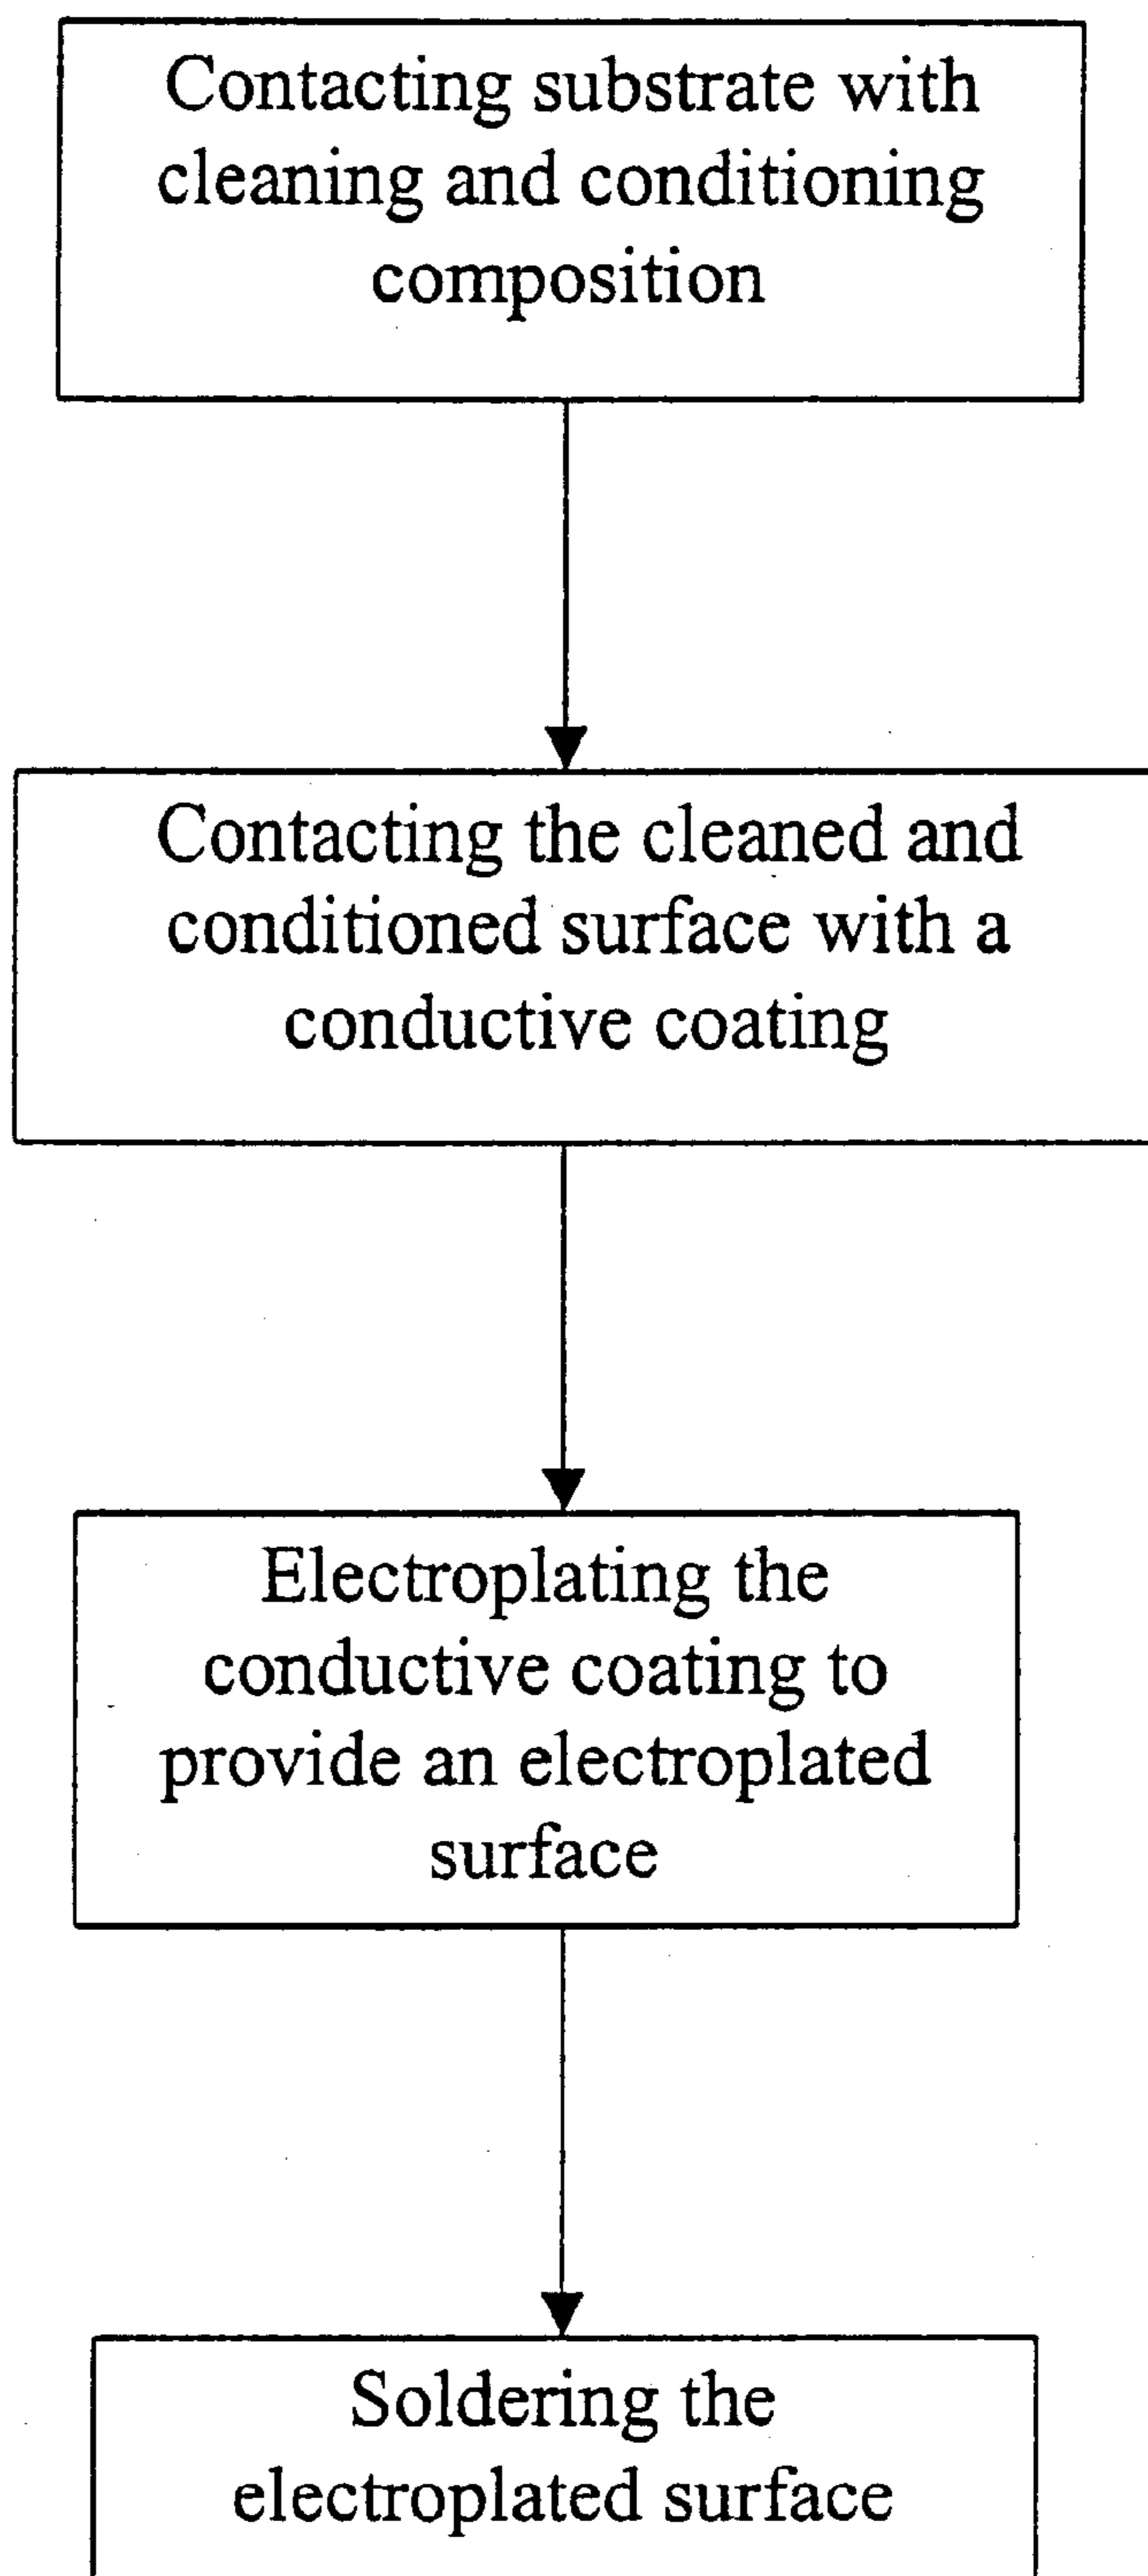 Contacting substrate with
cleaning and conditioning
composition
Contacting the cleaned and
conditioned surface with a
conductive coating
Electroplating the
conductive coating to
provide an electroplated
surface
Soldering the
electroplated surface